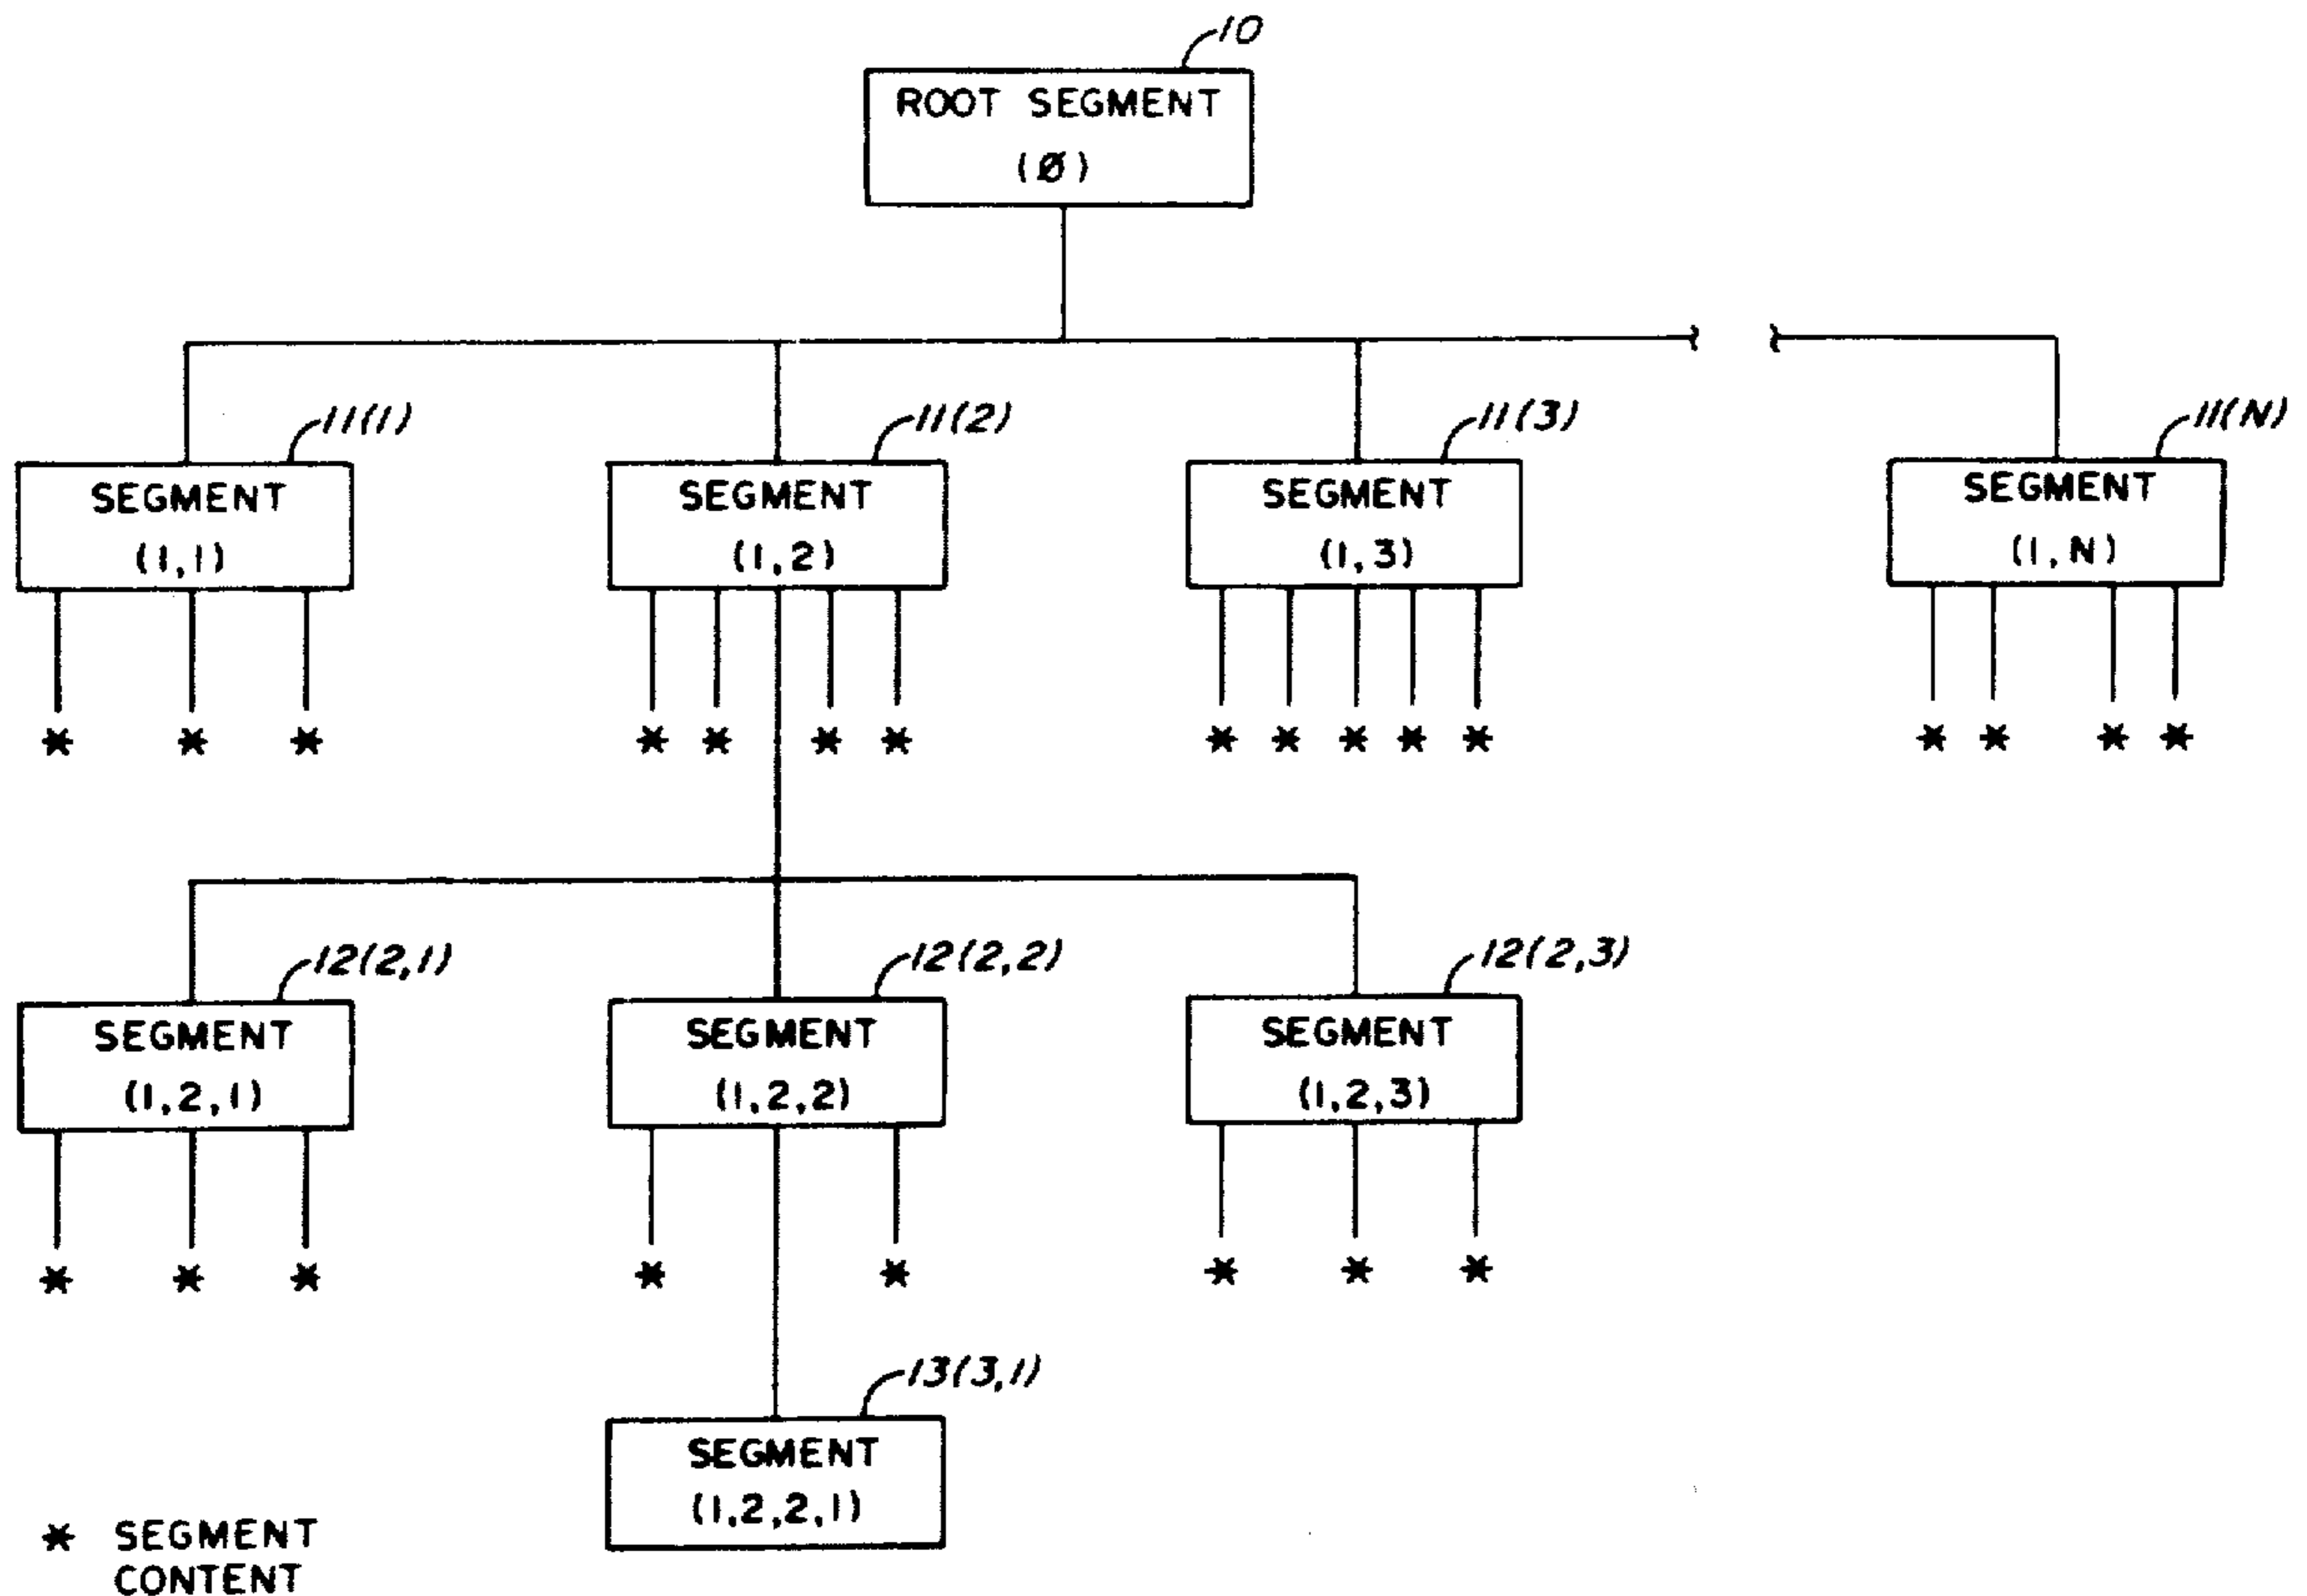 10
ROOT SEGMENT
(Ø)
11(1)
11(2)
11(3)
11(N)
SEGMENT
(1,1)
SEGMENT
(1,2)
SEGMENT
(1,3)
SEGMENT
(1,N)
* * *
* * * *
* * * * *
* * * *
12(2,1)
12(2,2)
12(2,3)
SEGMENT
(1,2,1)
SEGMENT
(1,2,2)
SEGMENT
(1,2,3)
* * *
* *
* * *
13(3,1)
SEGMENT
(1,2,2,1)
* SEGMENT
CONTENT